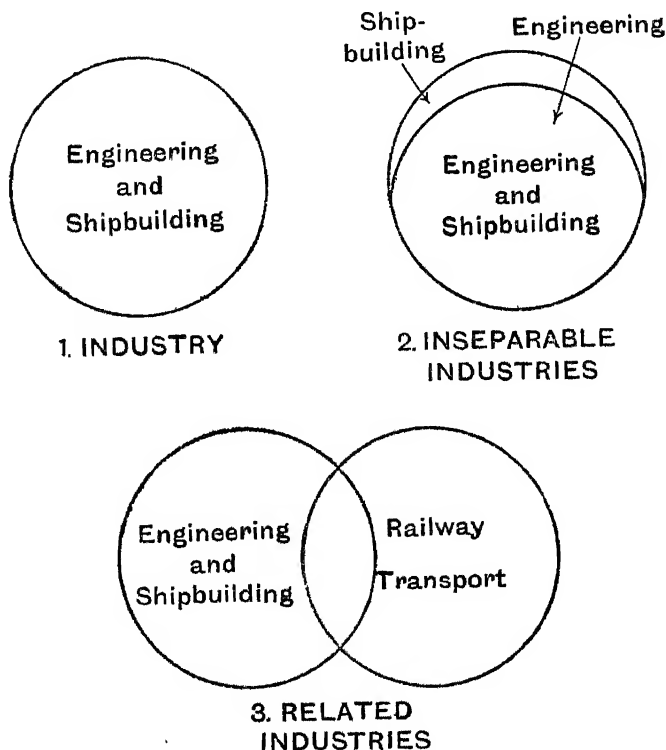 Engineering
and
Shipbuilding
1. INDUSTRY
Ship-
building
Engineering
Engineering
and
Shipbuilding
2. INSEPARABLE
INDUSTRIES
Engineering
and
Shipbuilding
Railway
Transport
3. RELATED
INDUSTRIES